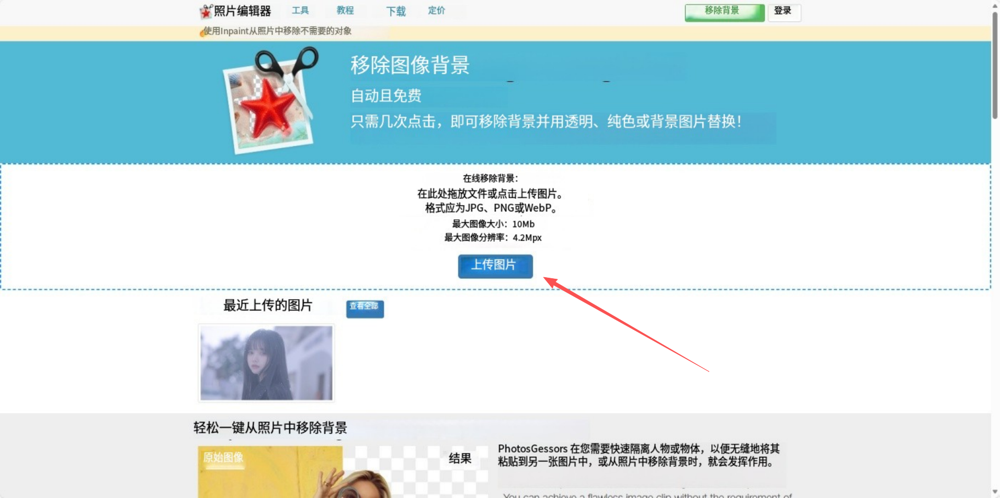 照片编辑器
工具
教程
下载
定价
移除背景
登录
使用Inpaint从照片中移除不需要的对象
移除图像背景
自动且免费
只需几次点击，即可移除背景并用透明、纯色或背景图片替换！
在线移除背景：
在此处拖放文件或点击上传图片。
格式应为JPG、PNG或WebP。
最大图像大小：10Mb
最大图像分辨率：4.2Mpx
上传图片
最近上传的图片
查看全部
轻松一键从照片中移除背景
原始图像
结果
PhotosGessors 在您需要快速隔离人物或物体，以便无缝地将其
粘贴到另一张图片中，或从照片中移除背景时，就会发挥作用。
You can achieve a flawless image clip without the requirement of